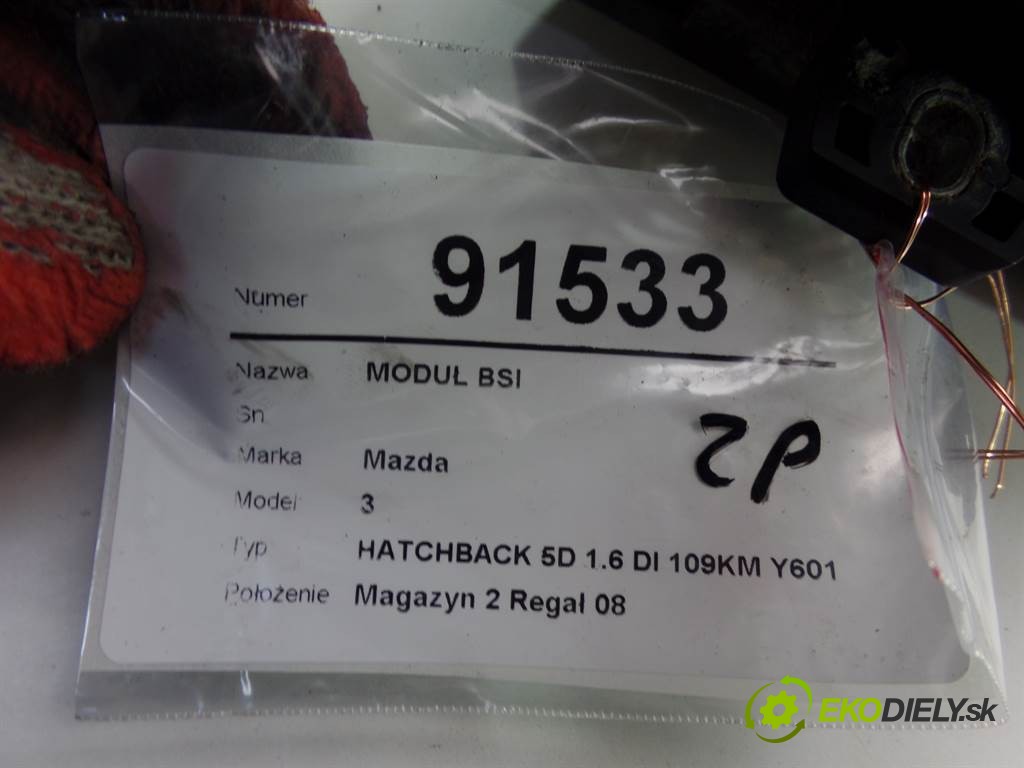 Numer 91533
Nazwa MODUŁ BSI
Sn
Marka Mazda
Model 3
Typ HATCHBACK 5D 1.6 DI 109KM Y601
Położenie Magazyn 2 Regał 08
EKODIELY.sk